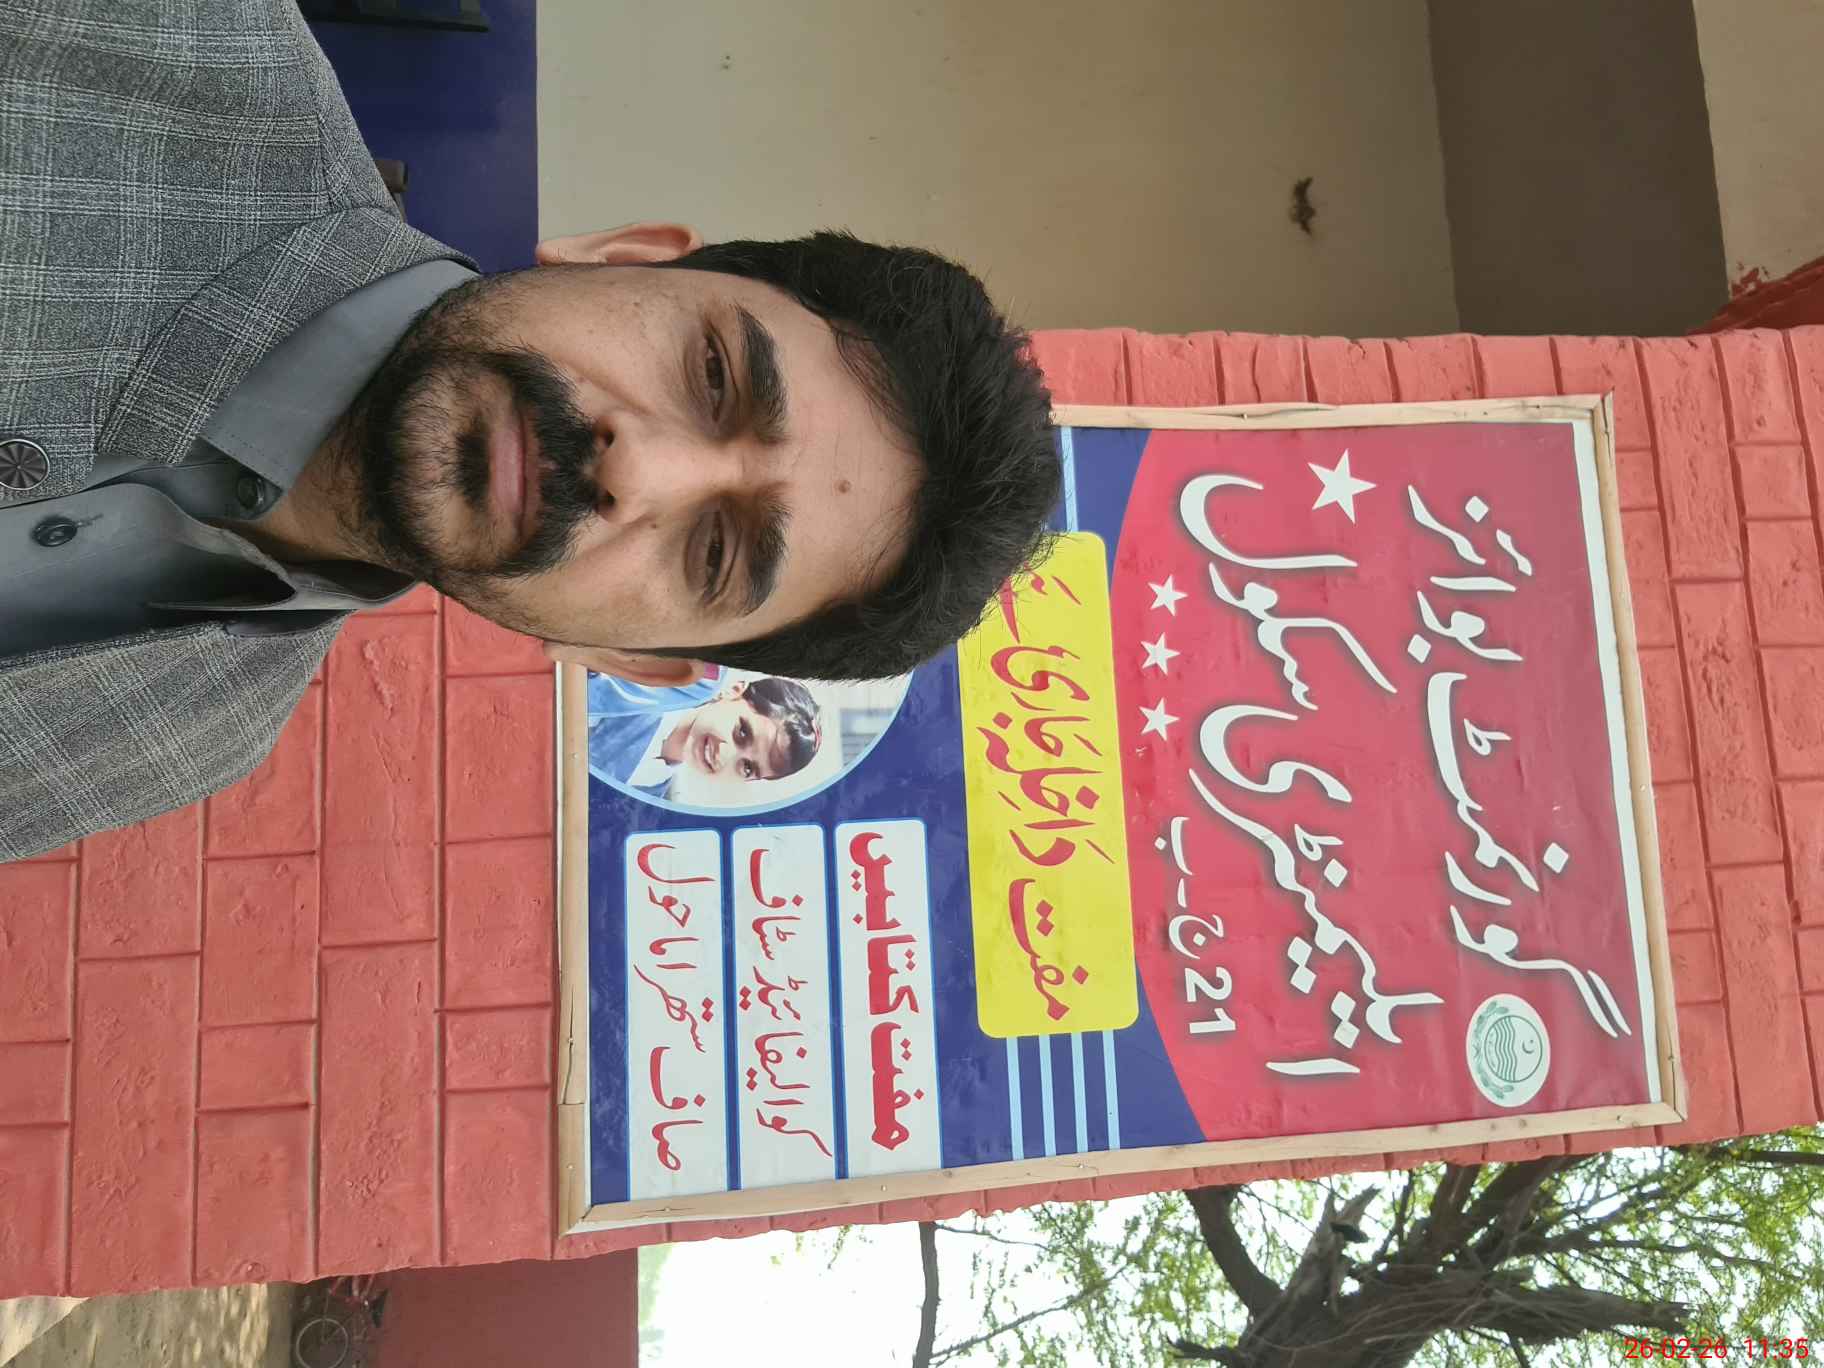 گورنمنٹ بوائز
ایلیمنٹری سکول
21 ج-ب
مفت داخلہ جاری ہے
مفت کتابیں
کوالیفائیڈ سٹاف
صاف ستھرا ماحول
26-02-26 11:35